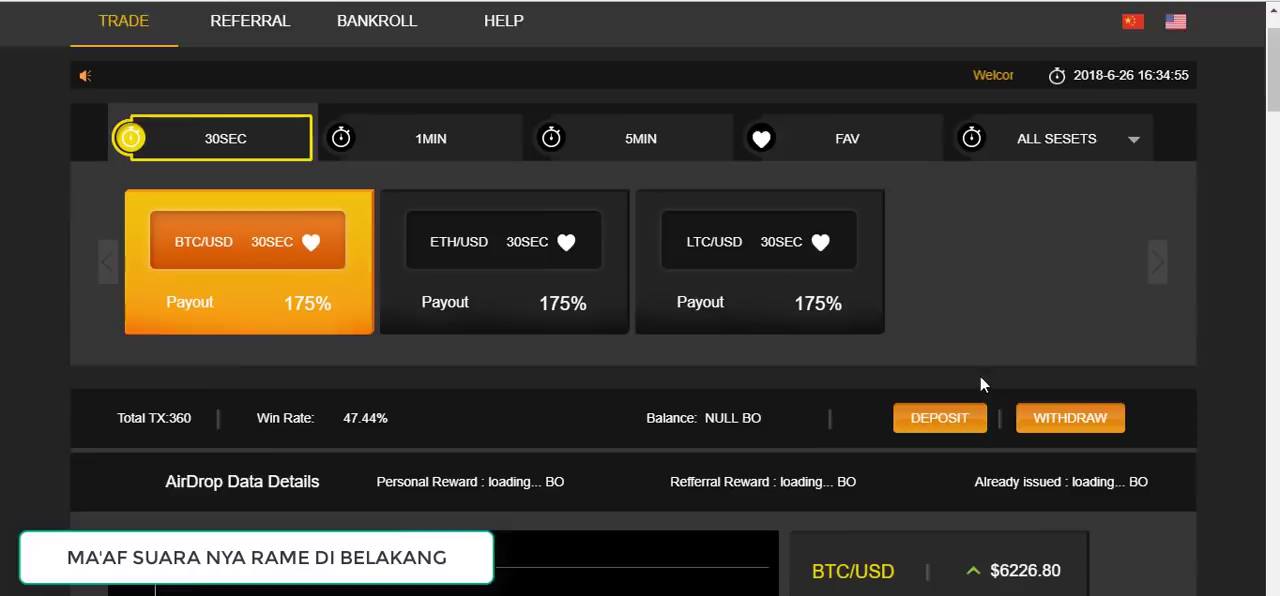 TRADE REFERRAL BANKROLL HELP
Welcor 2018-6-26 16:34:55
30SEC 1MIN 5MIN FAV ALL SESETS
BTC/USD 30SEC ETH/USD 30SEC LTC/USD 30SEC
Payout 175% Payout 175% Payout 175%
Total TX:360 | Win Rate: 47.44% Balance: NULL BO | DEPOSIT | WITHDRAW
AirDrop Data Details Personal Reward : loading... BO Refferral Reward : loading... BO Already issued : loading... BO
MA'AF SUARA NYA RAME DI BELAKANG
BTC/USD | $6226.80